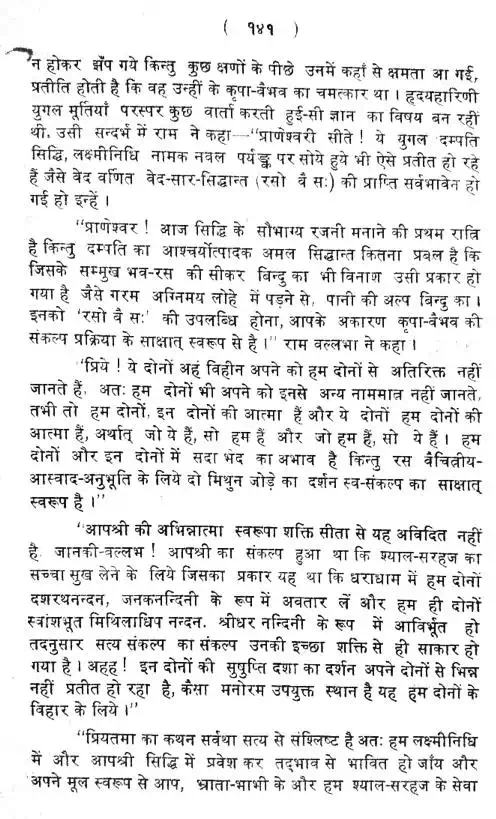 ( १४१ )
न होकर झेंप गये किन्तु कुछ क्षणों के पीछे उनमें कहाँ से क्षमता आ गई,
प्रतीति होती है कि वह उन्हीं के कृपा-वैभव का चमत्कार था। हृदयहारिणी
युगल मूर्तियाँ परस्पर कुछ वार्ता करती हुई-सी ज्ञान का विषय बन रहीं
थी. उसी सन्दर्भ में राम ने कहा—"प्राणेश्वरी सीते! ये युगल दम्पति
सिद्धि, लक्ष्मीनिधि नामक नवल पर्यङ्क पर सोये हुये भी ऐसे प्रतीत हो रहे
हैं जैसे वेद वर्णित वेद-सार-सिद्धान्त (रसो वै सः) की प्राप्ति सर्वभावेन हो
गई हो इन्हें।
"प्राणेश्वर! आज सिद्धि के सौभाग्य रजनी मनाने की प्रथम रात्रि
है किन्तु दम्पति का आश्चर्योत्पादक अमल सिद्धान्त कितना प्रबल है कि
जिसके सम्मुख भव-रस की सीकर बिन्दु का भी विनाश उसी प्रकार हो
गया है जैसे गरम अग्निमय लोहे में पड़ने से, पानी की अल्प बिन्दु का।
इनको 'रसो वै सः' की उपलब्धि होना, आपके अकारण कृपा-वैभव की
संकल्प प्रक्रिया के साक्षात् स्वरूप से है।" राम वल्लभा ने कहा।
"प्रिये! ये दोनों अहं विहीन अपने को हम दोनों से अतिरिक्त नहीं
जानते हैं, अतः हम दोनों भी अपने को इनसे अन्य नाममात्र नहीं जानते,
तभी तो हम दोनों, इन दोनों की आत्मा हैं और ये दोनों हम दोनों की
आत्मा हैं, अर्थात् जो ये हैं, सो हम हैं और जो हम हैं, सो ये हैं। हम
दोनों और इन दोनों में सदा भेद का अभाव है किन्तु रस वैचित्रीय-
आस्वाद-अनुभूति के लिये दो मिथुन जोड़े का दर्शन स्व-संकल्प का साक्षात्
स्वरूप है।"
"आपश्री की अभिन्नात्मा स्वरूपा शक्ति सीता से यह अविदित नहीं
है. जानकी-वल्लभ! आपश्री का संकल्प हुआ था कि श्याल-सरहज का
सच्चा सुख लेने के लिये जिसका प्रकार यह था कि धराधाम में हम दोनों
दशरथनन्दन, जनकनन्दिनी के रूप में अवतार लें और हम ही दोनों
स्वांशभूत मिथिलाधिप नन्दन. श्रीधर नन्दिनी के रूप में आविर्भूत हो
तदनुसार सत्य संकल्प का संकल्प उनकी इच्छा शक्ति से ही साकार हो
गया है। अहह! इन दोनों की सुषुप्ति दशा का दर्शन अपने दोनों से भिन्न
नहीं प्रतीत हो रहा है, कैसा मनोरम उपयुक्त स्थान है यह हम दोनों के
विहार के लिये।"
"प्रियतमा का कथन सर्वथा सत्य से संश्लिष्ट है अतः हम लक्ष्मीनिधि
में और आपश्री सिद्धि में प्रवेश कर तद्भाव से भावित हो जाँय और
अपने मूल स्वरूप से आप, भ्राता-भाभी के और हम श्याल-सरहज के सेवा